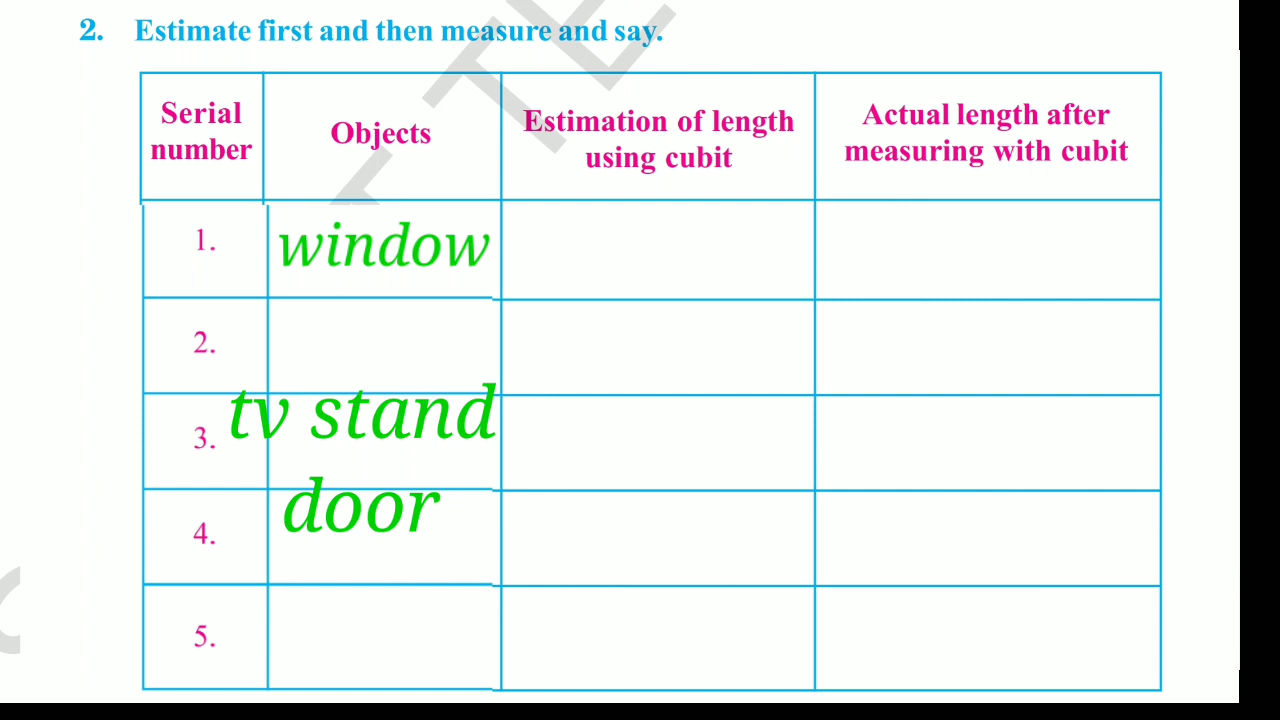 2. Estimate first and then measure and say.
Serial number
Objects
Estimation of length using cubit
Actual length after measuring with cubit
1.
window
2.
3.
tv stand
4.
door
5.